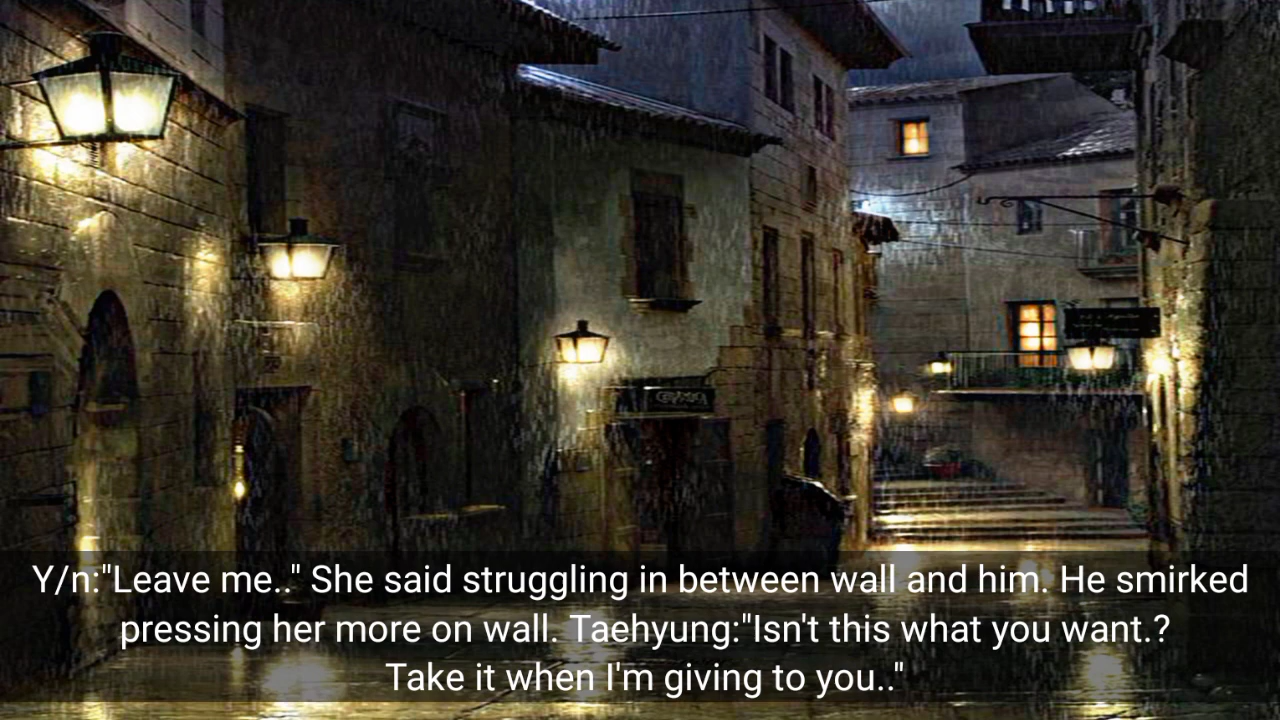 CERÀMICA
Y/n:"Leave me.." She said struggling in between wall and him. He smirked
pressing her more on wall. Taehyung:"Isn't this what you want.?
Take it when I'm giving to you.."